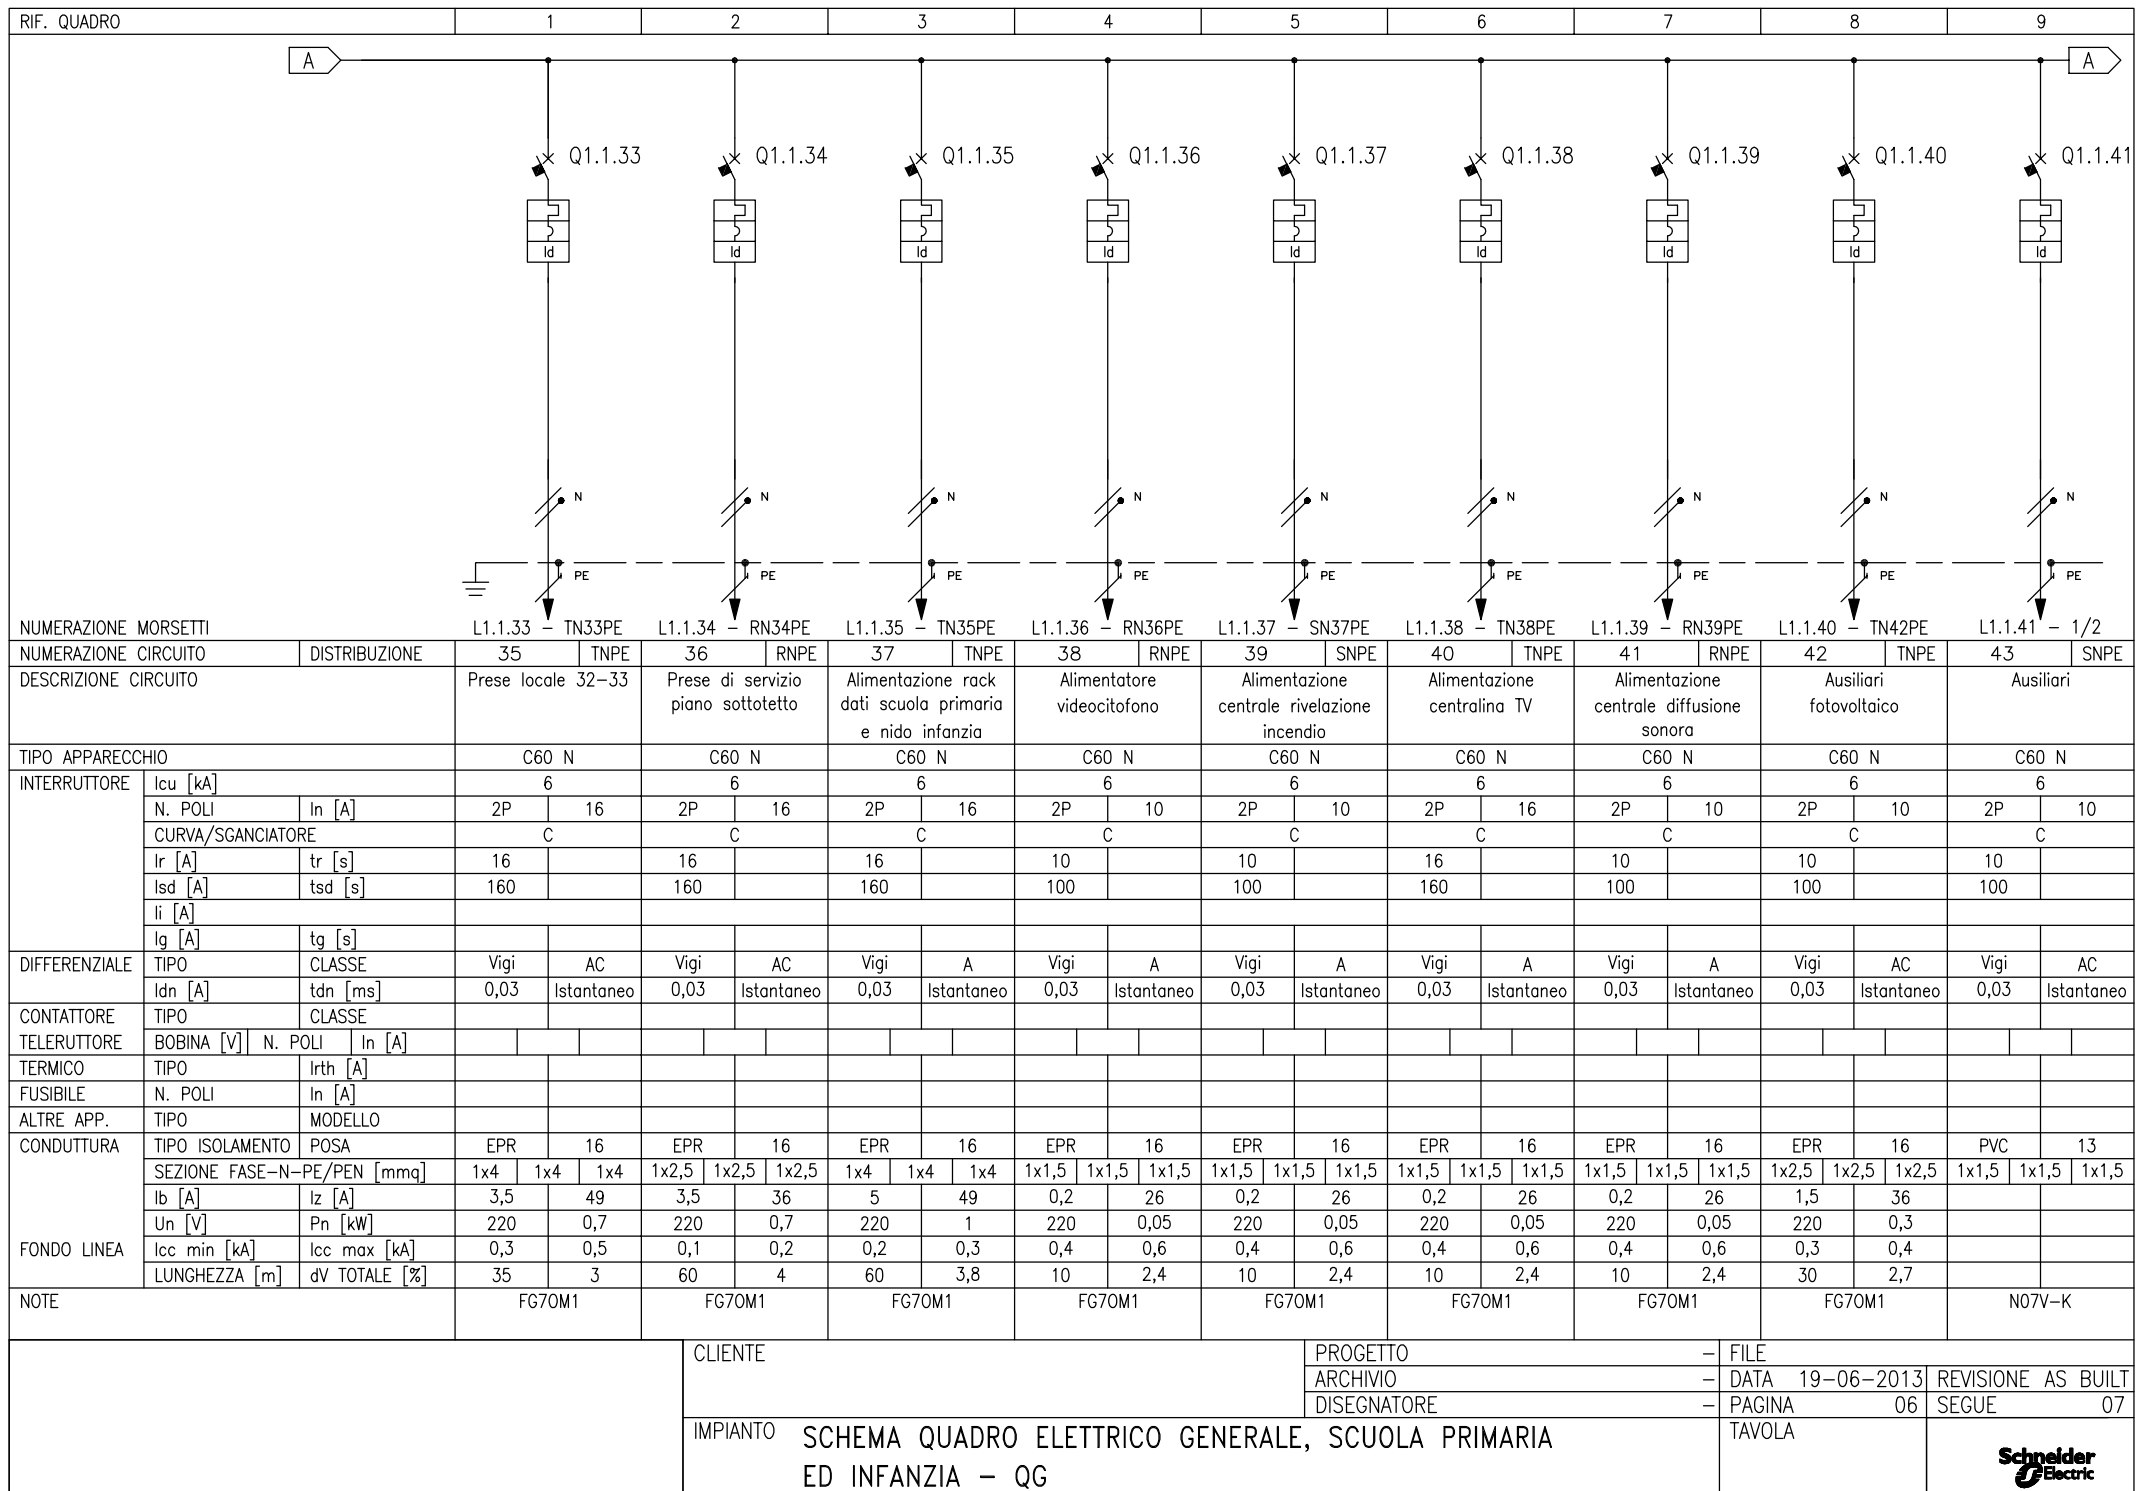 RIF. QUADRO 1 2 3 4 5 6 7 8 9
A A
Q1.1.33 Q1.1.34 Q1.1.35 Q1.1.36 Q1.1.37 Q1.1.38 Q1.1.39 Q1.1.40 Q1.1.41
Id Id Id Id Id Id Id Id Id
N N N N N N N N N
PE PE PE PE PE PE PE PE PE
NUMERAZIONE MORSETTI L1.1.33 - TN33PE L1.1.34 - RN34PE L1.1.35 - TN35PE L1.1.36 - RN36PE L1.1.37 - SN37PE L1.1.38 - TN38PE L1.1.39 - RN39PE L1.1.40 - TN42PE L1.1.41 - 1/2
NUMERAZIONE CIRCUITO DISTRIBUZIONE 35 TNPE 36 RNPE 37 TNPE 38 RNPE 39 SNPE 40 TNPE 41 RNPE 42 TNPE 43 SNPE
DESCRIZIONE CIRCUITO Prese locale 32-33 Prese di servizio Alimentazione rack Alimentatore Alimentazione Alimentazione Alimentazione Ausiliari Ausiliari
piano sottotetto dati scuola primaria videocitofono centrale rivelazione centralina TV centrale diffusione fotovoltaico
e nido infanzia incendio sonora
TIPO APPARECCHIO C60 N C60 N C60 N C60 N C60 N C60 N C60 N C60 N C60 N
INTERRUTTORE Icu [kA] 6 6 6 6 6 6 6 6 6
N. POLI In [A] 2P 16 2P 16 2P 16 2P 10 2P 10 2P 16 2P 10 2P 10 2P 10
CURVA/SGANCIATORE C C C C C C C C C
Ir [A] tr [s] 16 16 16 10 10 16 10 10 10
Isd [A] tsd [s] 160 160 160 100 100 160 100 100 100
Ii [A]
Ig [A] tg [s]
DIFFERENZIALE TIPO CLASSE Vigi AC Vigi AC Vigi A Vigi A Vigi A Vigi A Vigi A Vigi AC Vigi AC
Idn [A] tdn [ms] 0,03 Istantaneo 0,03 Istantaneo 0,03 Istantaneo 0,03 Istantaneo 0,03 Istantaneo 0,03 Istantaneo 0,03 Istantaneo 0,03 Istantaneo 0,03 Istantaneo
CONTATTORE TIPO CLASSE
TELERUTTORE BOBINA [V] N. POLI In [A]
TERMICO TIPO Irth [A]
FUSIBILE N. POLI In [A]
ALTRE APP. TIPO MODELLO
CONDUTTURA TIPO ISOLAMENTO POSA EPR 16 EPR 16 EPR 16 EPR 16 EPR 16 EPR 16 EPR 16 EPR 16 PVC 13
SEZIONE FASE-N-PE/PEN [mmq] 1x4 1x4 1x4 1x2,5 1x2,5 1x2,5 1x4 1x4 1x4 1x1,5 1x1,5 1x1,5 1x1,5 1x1,5 1x1,5 1x1,5 1x1,5 1x1,5 1x1,5 1x1,5 1x1,5 1x2,5 1x2,5 1x2,5 1x1,5 1x1,5 1x1,5
Ib [A] Iz [A] 3,5 49 3,5 36 5 49 0,2 26 0,2 26 0,2 26 0,2 26 1,5 36
Un [V] Pn [kW] 220 0,7 220 0,7 220 1 220 0,05 220 0,05 220 0,05 220 0,05 220 0,3
FONDO LINEA Icc min [kA] Icc max [kA] 0,3 0,5 0,1 0,2 0,2 0,3 0,4 0,6 0,4 0,6 0,4 0,6 0,4 0,6 0,3 0,4
LUNGHEZZA [m] dV TOTALE [%] 35 3 60 4 60 3,8 10 2,4 10 2,4 10 2,4 10 2,4 30 2,7
NOTE FG7OM1 FG7OM1 FG7OM1 FG7OM1 FG7OM1 FG7OM1 FG7OM1 FG7OM1 N07V-K
CLIENTE PROGETTO - FILE
ARCHIVIO - DATA 19-06-2013 REVISIONE AS BUILT
DISEGNATORE - PAGINA 06 SEGUE 07
IMPIANTO SCHEMA QUADRO ELETTRICO GENERALE, SCUOLA PRIMARIA TAVOLA
ED INFANZIA - QG
Schneider
Electric